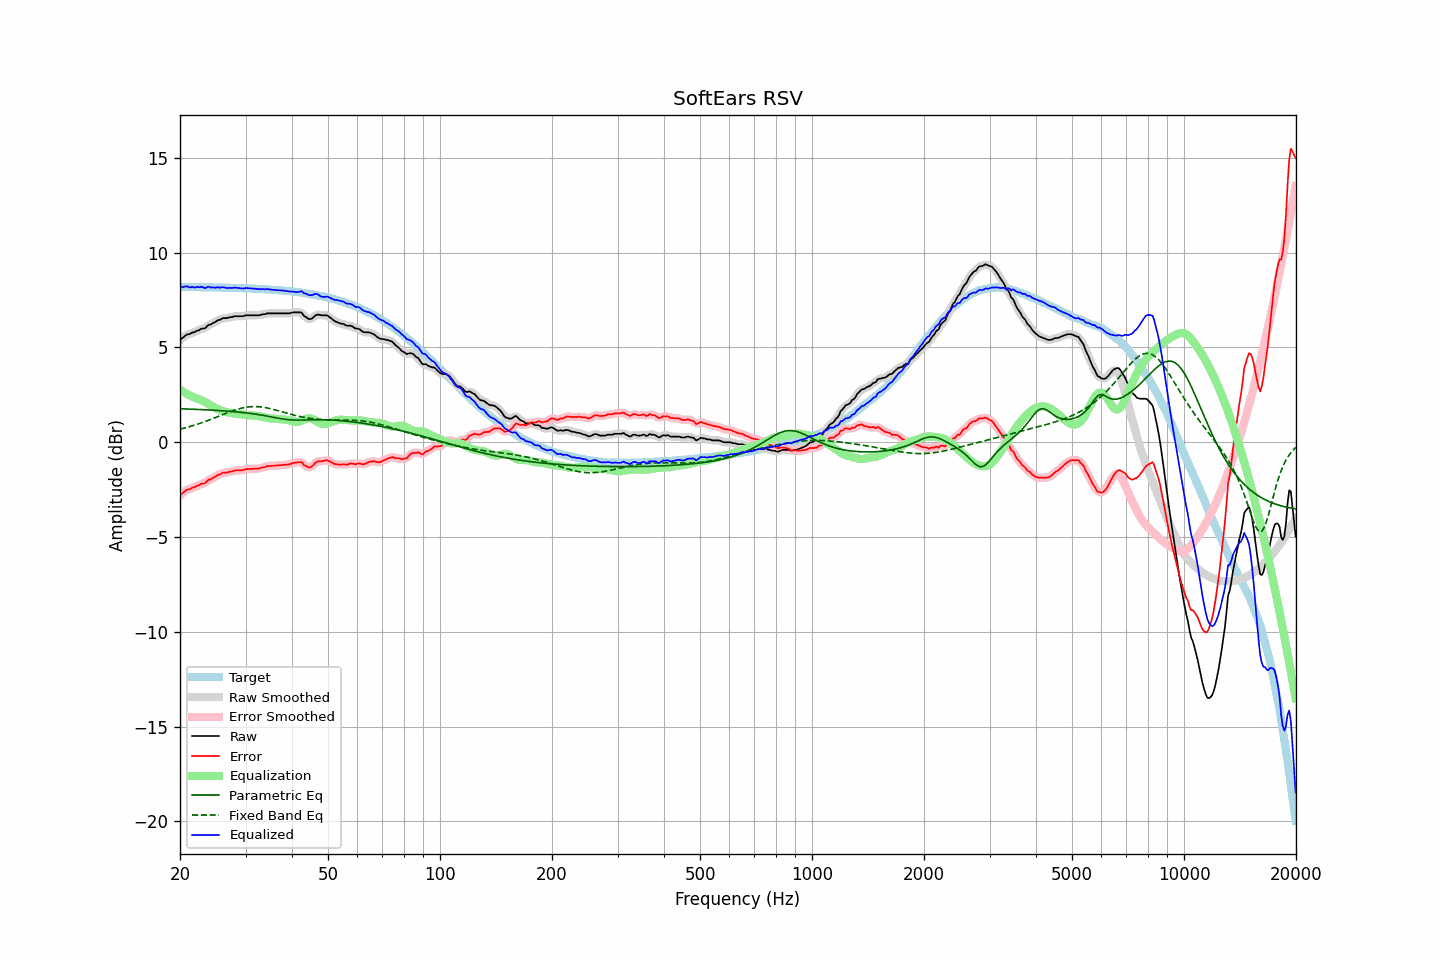 SoftEars RSV
Amplitude (dBr)
15
10
5
0
−5
−10
−15
−20
Target
Raw Smoothed
Error Smoothed
Raw
Error
Equalization
Parametric Eq
Fixed Band Eq
Equalized
20 50 100 200 500 1000 2000 5000 10000 20000
Frequency (Hz)